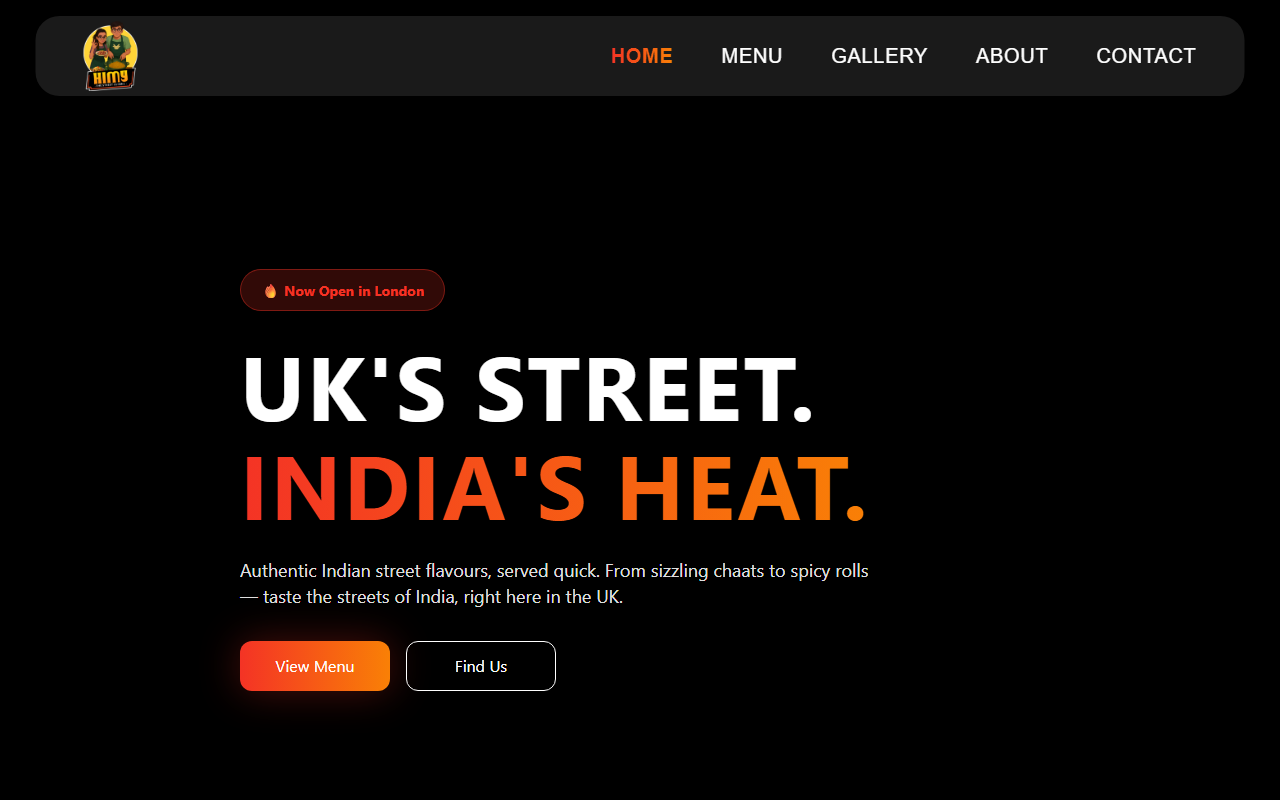 HIMG
HOME MENU GALLERY ABOUT CONTACT
Now Open in London
UK'S STREET.
INDIA'S HEAT.
Authentic Indian street flavours, served quick. From sizzling chaats to spicy rolls
— taste the streets of India, right here in the UK.
View Menu Find Us